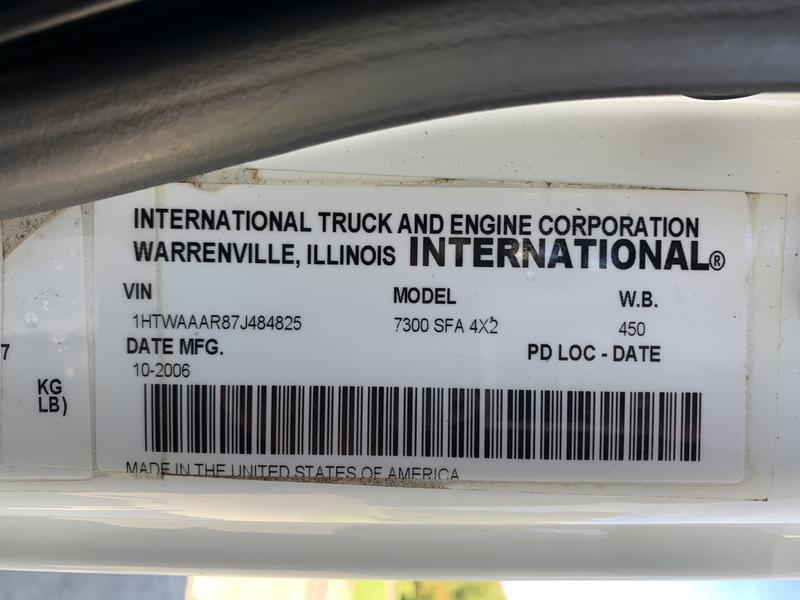 INTERNATIONAL TRUCK AND ENGINE CORPORATION
WARRENVILLE, ILLINOIS INTERNATIONAL®
VIN MODEL W.B.
1HTWAAAR87J484825 7300 SFA 4X2 450
DATE MFG. PD LOC - DATE
10-2006
MADE IN THE UNITED STATES OF AMERICA
7
KG
LB)